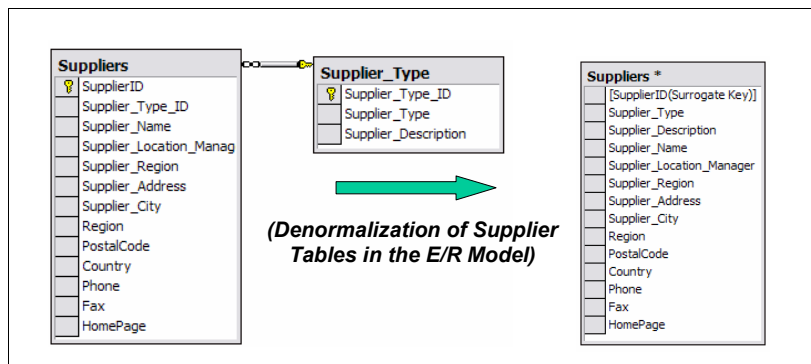 Suppliers
SupplierID
Supplier_Type_ID
Supplier_Name
Supplier_Location_Manag
Supplier_Region
Supplier_Address
Supplier_City
Region
PostalCode
Country
Phone
Fax
HomePage
Supplier_Type
Supplier_Type_ID
Supplier_Type
Supplier_Description
(Denormalization of Supplier
Tables in the E/R Model)
Suppliers *
[SupplierID(Surrogate Key)]
Supplier_Type
Supplier_Description
Supplier_Name
Supplier_Location_Manager
Supplier_Region
Supplier_Address
Supplier_City
Region
PostalCode
Country
Phone
Fax
HomePage